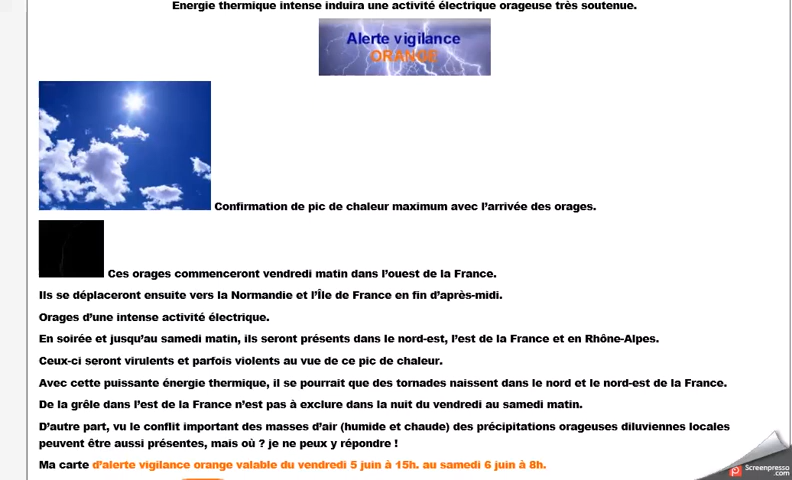 Energie thermique intense induira une activité électrique orageuse très soutenue.
Alerte vigilance
ORANGE
Confirmation de pic de chaleur maximum avec l'arrivée des orages.
Ces orages commenceront vendredi matin dans l'ouest de la France.
Ils se déplaceront ensuite vers la Normandie et l'Île de France en fin d'après-midi.
Orages d'une intense activité électrique.
En soirée et jusqu'au samedi matin, ils seront présents dans le nord-est, l'est de la France et en Rhône-Alpes.
Ceux-ci seront virulents et parfois violents au vue de ce pic de chaleur.
Avec cette puissante énergie thermique, il se pourrait que des tornades naissent dans le nord et le nord-est de la France.
De la grêle dans l'est de la France n'est pas à exclure dans la nuit du vendredi au samedi matin.
D'autre part, vu le conflit important des masses d'air (humide et chaude) des précipitations orageuses diluviennes locales
peuvent être aussi présentes, mais où ? je ne peux y répondre !
Ma carte d'alerte vigilance orange valable du vendredi 5 juin à 15h. au samedi 6 juin à 8h.
Screenpresso
.com